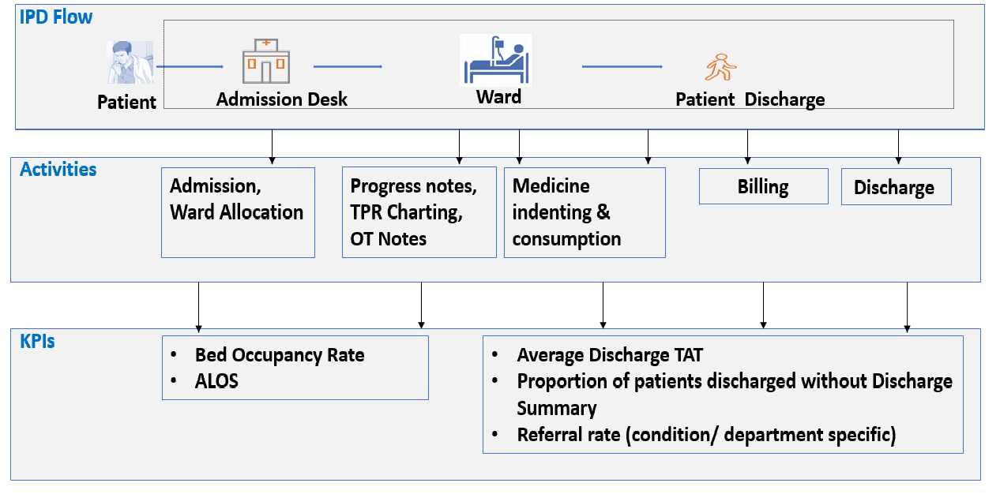 IPD Flow
Patient
Admission Desk
Ward
Patient Discharge
Activities
Admission,
Ward Allocation
Progress notes,
TPR Charting,
OT Notes
Medicine
indenting &
consumption
Billing
Discharge
KPIs
• Bed Occupancy Rate
• ALOS
• Average Discharge TAT
• Proportion of patients discharged without Discharge
Summary
• Referral rate (condition/ department specific)